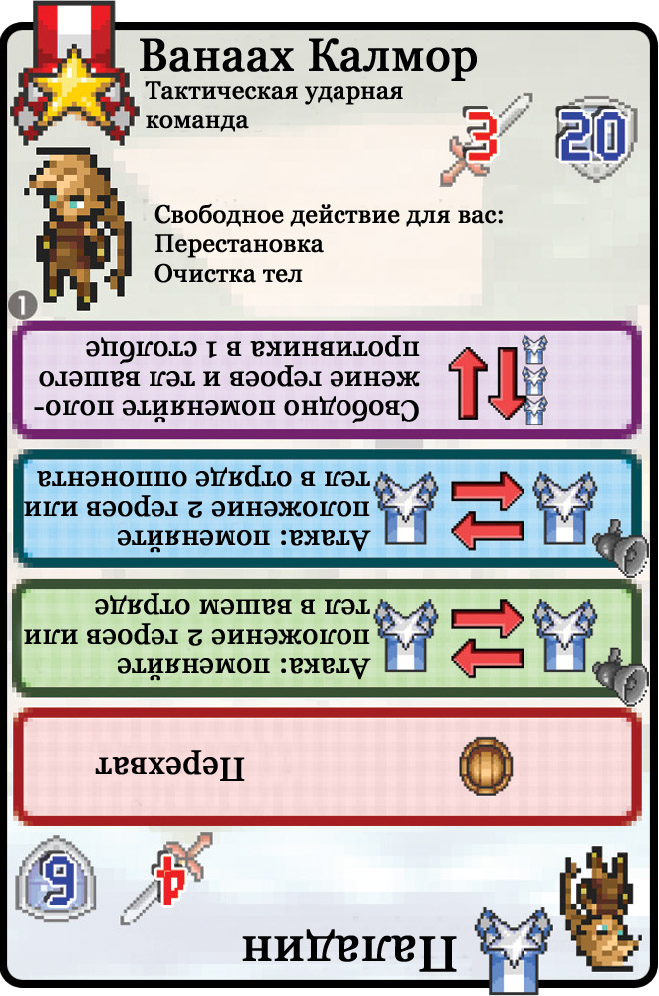 Ванаах Калмор
Тактическая ударная
команда
3
20
Свободное действие для вас:
Перестановка
Очистка тел
1
Паладин
4
6
Перехват
Атака: поменяйте
положение 2 героев или
тел в вашем отряде
Атака: поменяйте
положение 2 героев или
тел в отряде оппонента
Свободно поменяйте поло-
жение героев и тел вашего
противника в 1 столбце